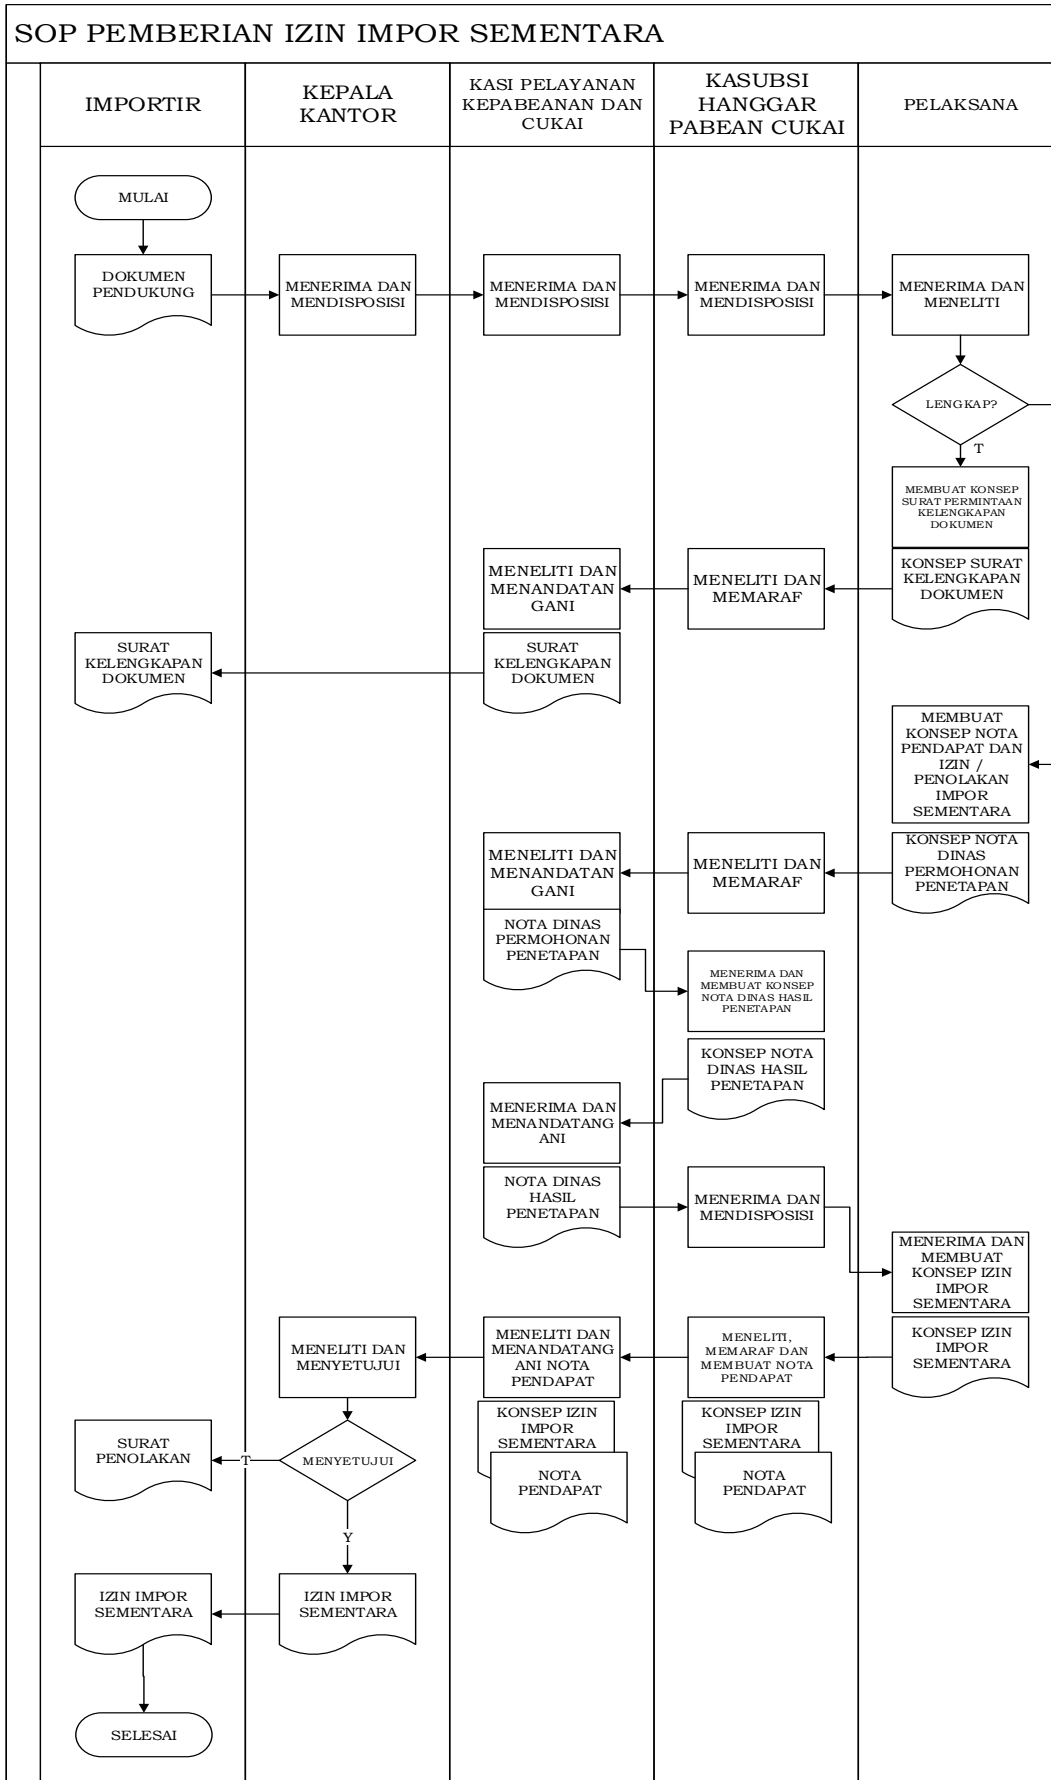 SOP PEMBERIAN IZIN IMPOR SEMENTARA
IMPORTIR
KEPALA
KANTOR
KASI PELAYANAN
KEPABEANAN DAN
CUKAI
KASUBSI
HANGGAR
PABEAN CUKAI
PELAKSANA
MULAI
DOKUMEN
PENDUKUNG
MENERIMA DAN
MENDISPOSISI
MENERIMA DAN
MENDISPOSISI
MENERIMA DAN
MENDISPOSISI
MENERIMA DAN
MENELITI
LENGKAP?
T
MEMBUAT KONSEP
SURAT PERMINTAAN
KELENGKAPAN
DOKUMEN
MENELITI DAN
MENANDATAN
GANI
MENELITI DAN
MEMARAF
KONSEP SURAT
KELENGKAPAN
DOKUMEN
SURAT
KELENGKAPAN
DOKUMEN
SURAT
KELENGKAPAN
DOKUMEN
MEMBUAT
KONSEP NOTA
PENDAPAT DAN
IZIN /
PENOLAKAN
IMPOR
SEMENTARA
MENELITI DAN
MENANDATAN
GANI
MENELITI DAN
MEMARAF
KONSEP NOTA
DINAS
PERMOHONAN
PENETAPAN
NOTA DINAS
PERMOHONAN
PENETAPAN
MENERIMA DAN
MEMBUAT KONSEP
NOTA DINAS HASIL
PENETAPAN
KONSEP NOTA
DINAS HASIL
PENETAPAN
MENERIMA DAN
MENANDATANG
ANI
NOTA DINAS
HASIL
PENETAPAN
MENERIMA DAN
MENDISPOSISI
MENERIMA DAN
MEMBUAT
KONSEP IZIN
IMPOR
SEMENTARA
MENELITI DAN
MENYETUJUI
MENELITI DAN
MENANDATANG
ANI NOTA
PENDAPAT
MENELITI,
MEMARAF DAN
MEMBUAT NOTA
PENDAPAT
KONSEP IZIN
IMPOR
SEMENTARA
SURAT
PENOLAKAN
T
MENYETUJUI
KONSEP IZIN
IMPOR
SEMENTARA
NOTA
PENDAPAT
KONSEP IZIN
IMPOR
SEMENTARA
NOTA
PENDAPAT
Y
IZIN IMPOR
SEMENTARA
IZIN IMPOR
SEMENTARA
SELESAI